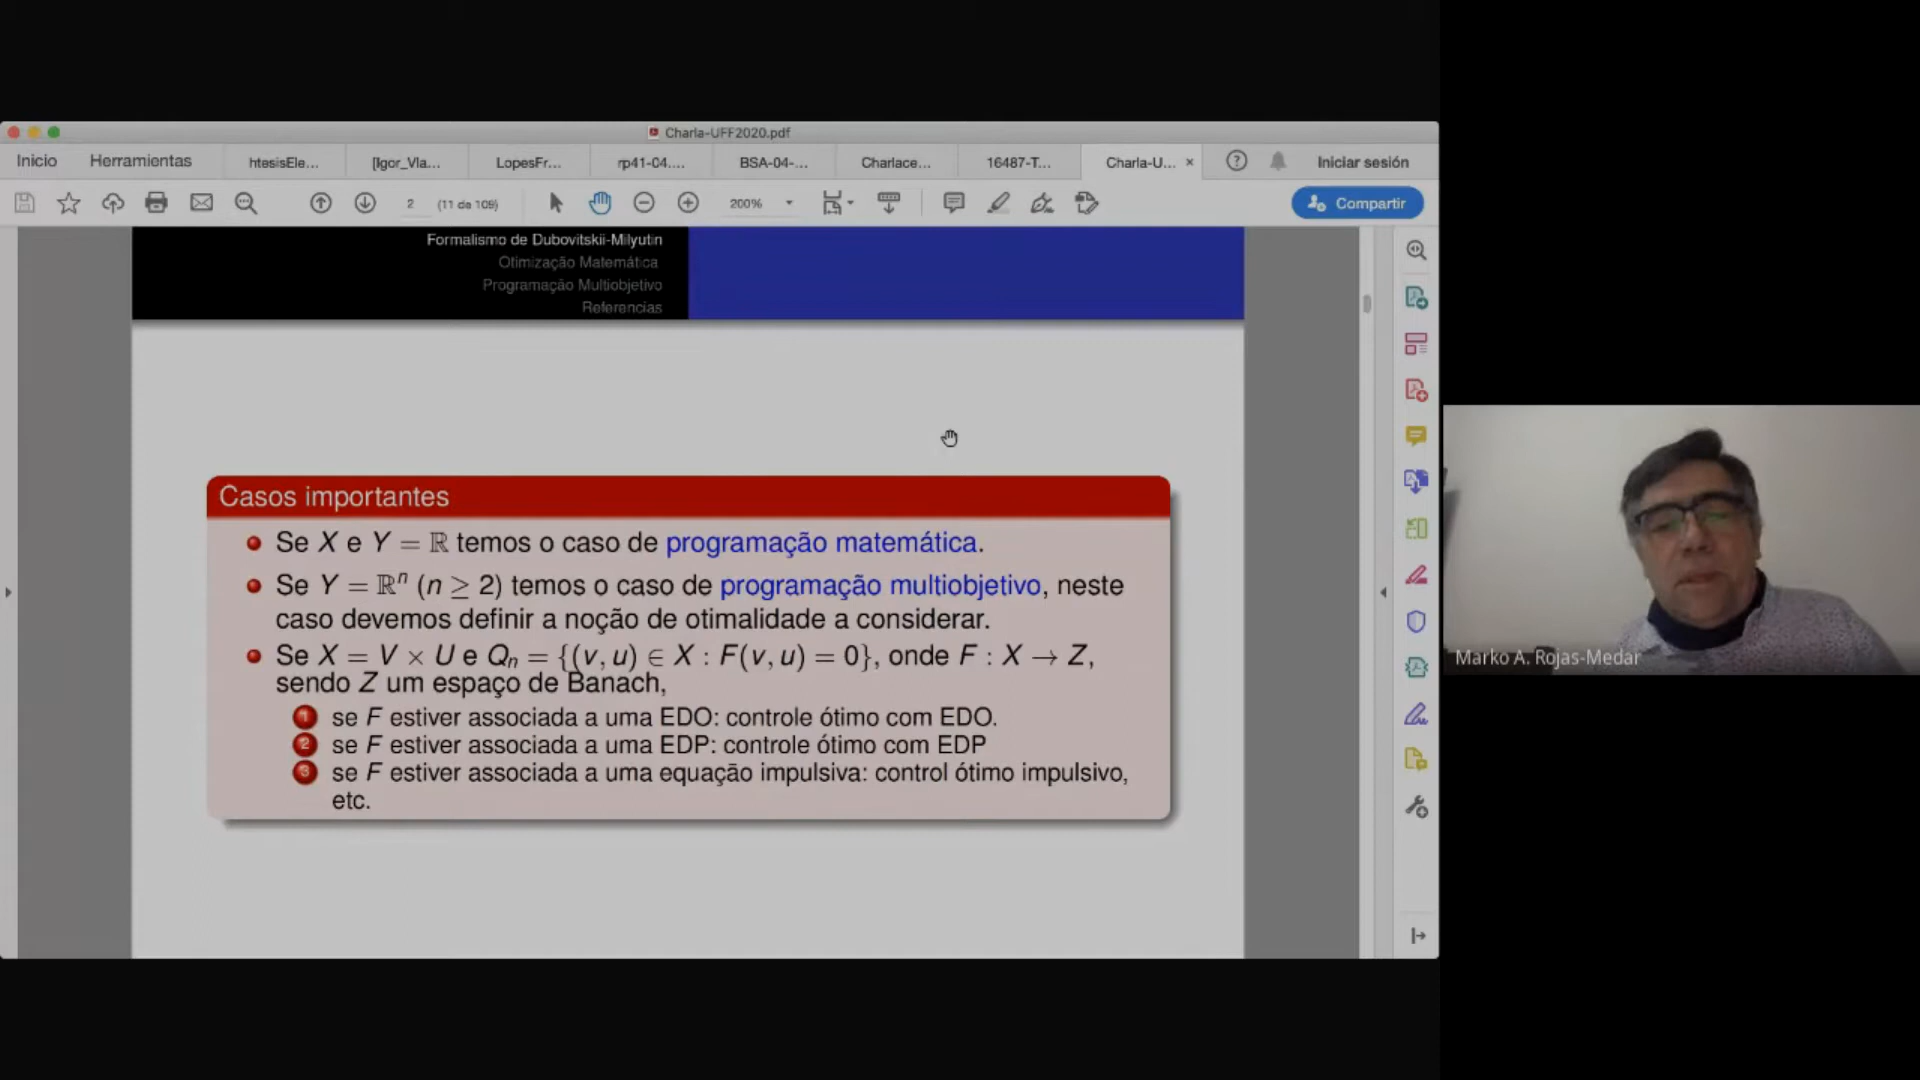 Charla-UFF2020.pdf
Inicio Herramientas htesisEle... [Igor_Vla... LopesFr... rp41-04.... BSA-04-... Charlace... 16487-T... Charla-U... × Iniciar sesión
2 (11 de 109) 200% Compartir
Formalismo de Dubovitskii-Milyutin
Otimização Matemática
Programação Multiobjetivo
Referencias
Casos importantes
Se X e Y = ℝ temos o caso de programação matemática.
Se Y = ℝⁿ (n ≥ 2) temos o caso de programação multiobjetivo, neste
caso devemos definir a noção de otimalidade a considerar.
Se X = V × U e Qₙ = {(v, u) ∈ X : F(v, u) = 0}, onde F : X → Z,
sendo Z um espaço de Banach,
1 se F estiver associada a uma EDO: controle ótimo com EDO.
2 se F estiver associada a uma EDP: controle ótimo com EDP
3 se F estiver associada a uma equação impulsiva: control ótimo impulsivo,
etc.
Marko A. Rojas-Medar